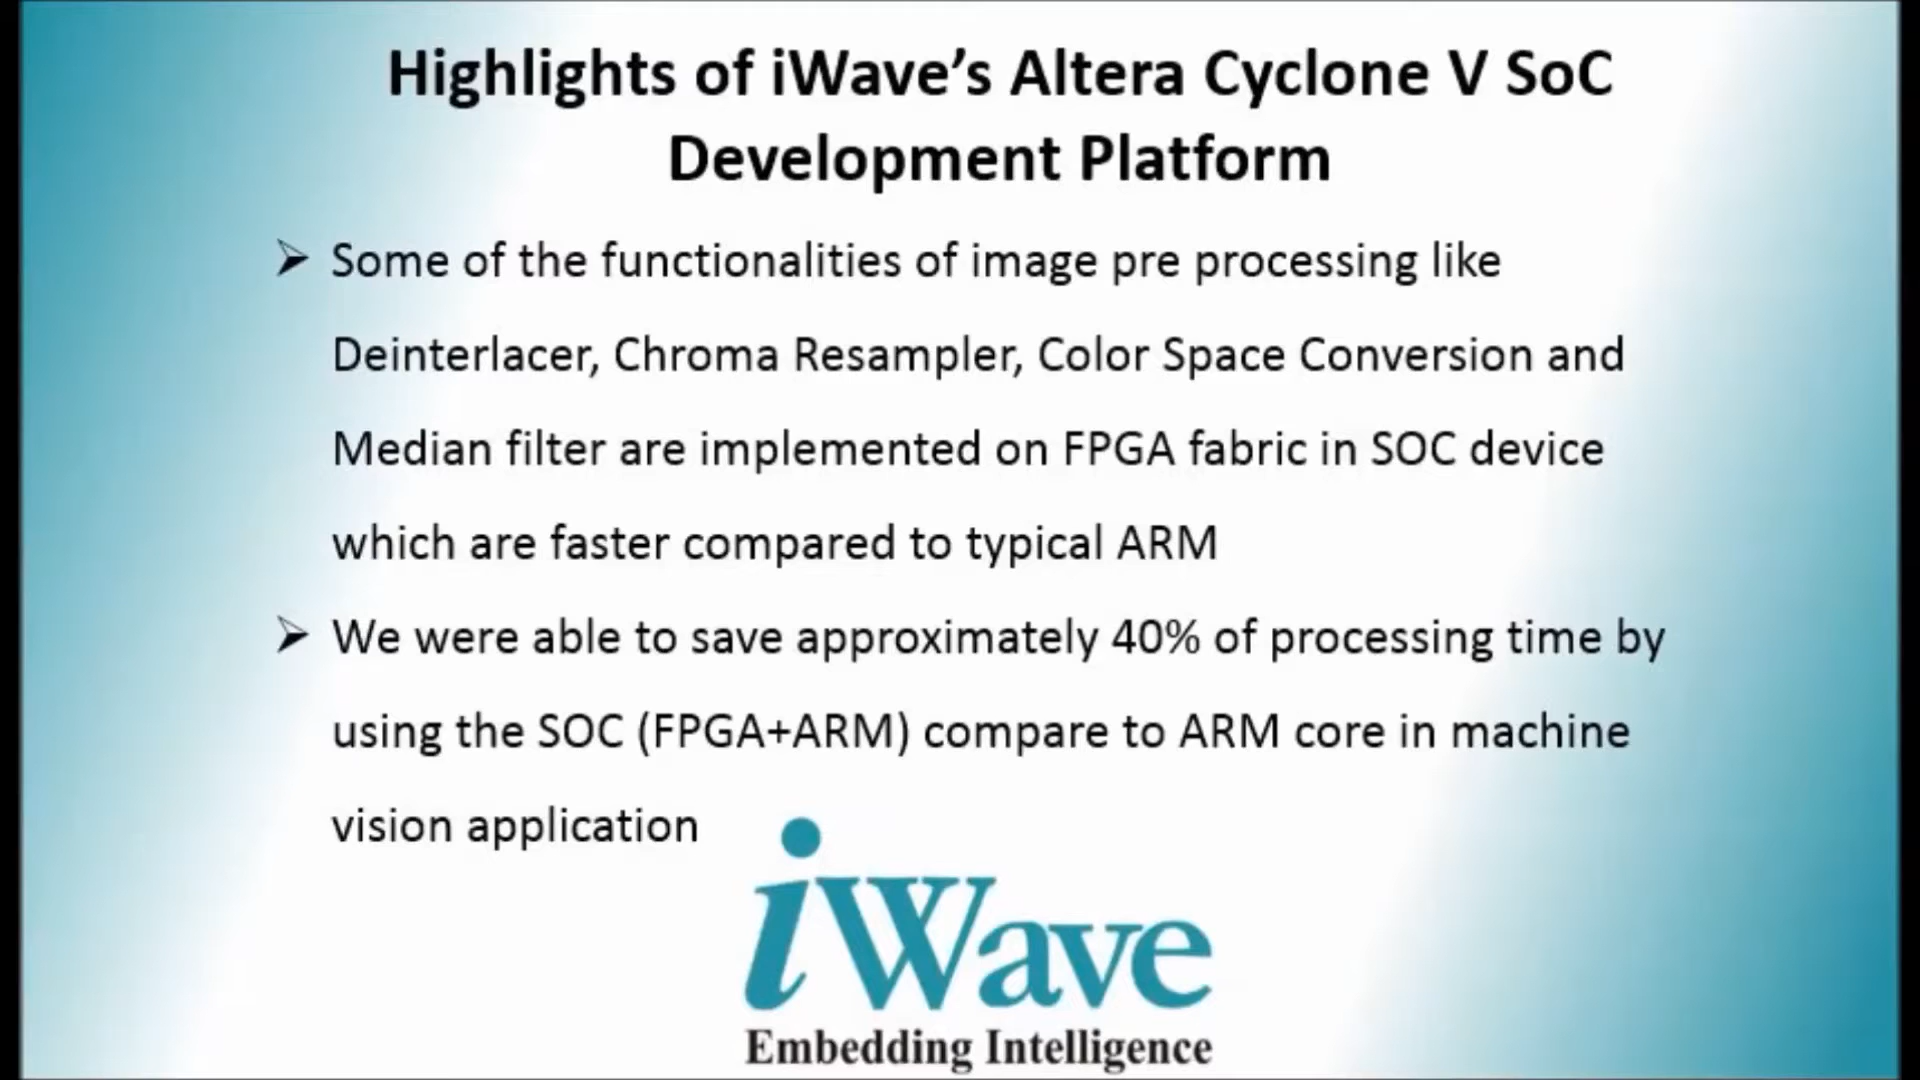 Highlights of iWave’s Altera Cyclone V SoC
Development Platform
Some of the functionalities of image pre processing like
Deinterlacer, Chroma Resampler, Color Space Conversion and
Median filter are implemented on FPGA fabric in SOC device
which are faster compared to typical ARM
We were able to save approximately 40% of processing time by
using the SOC (FPGA+ARM) compare to ARM core in machine
vision application
iWave
Embedding Intelligence